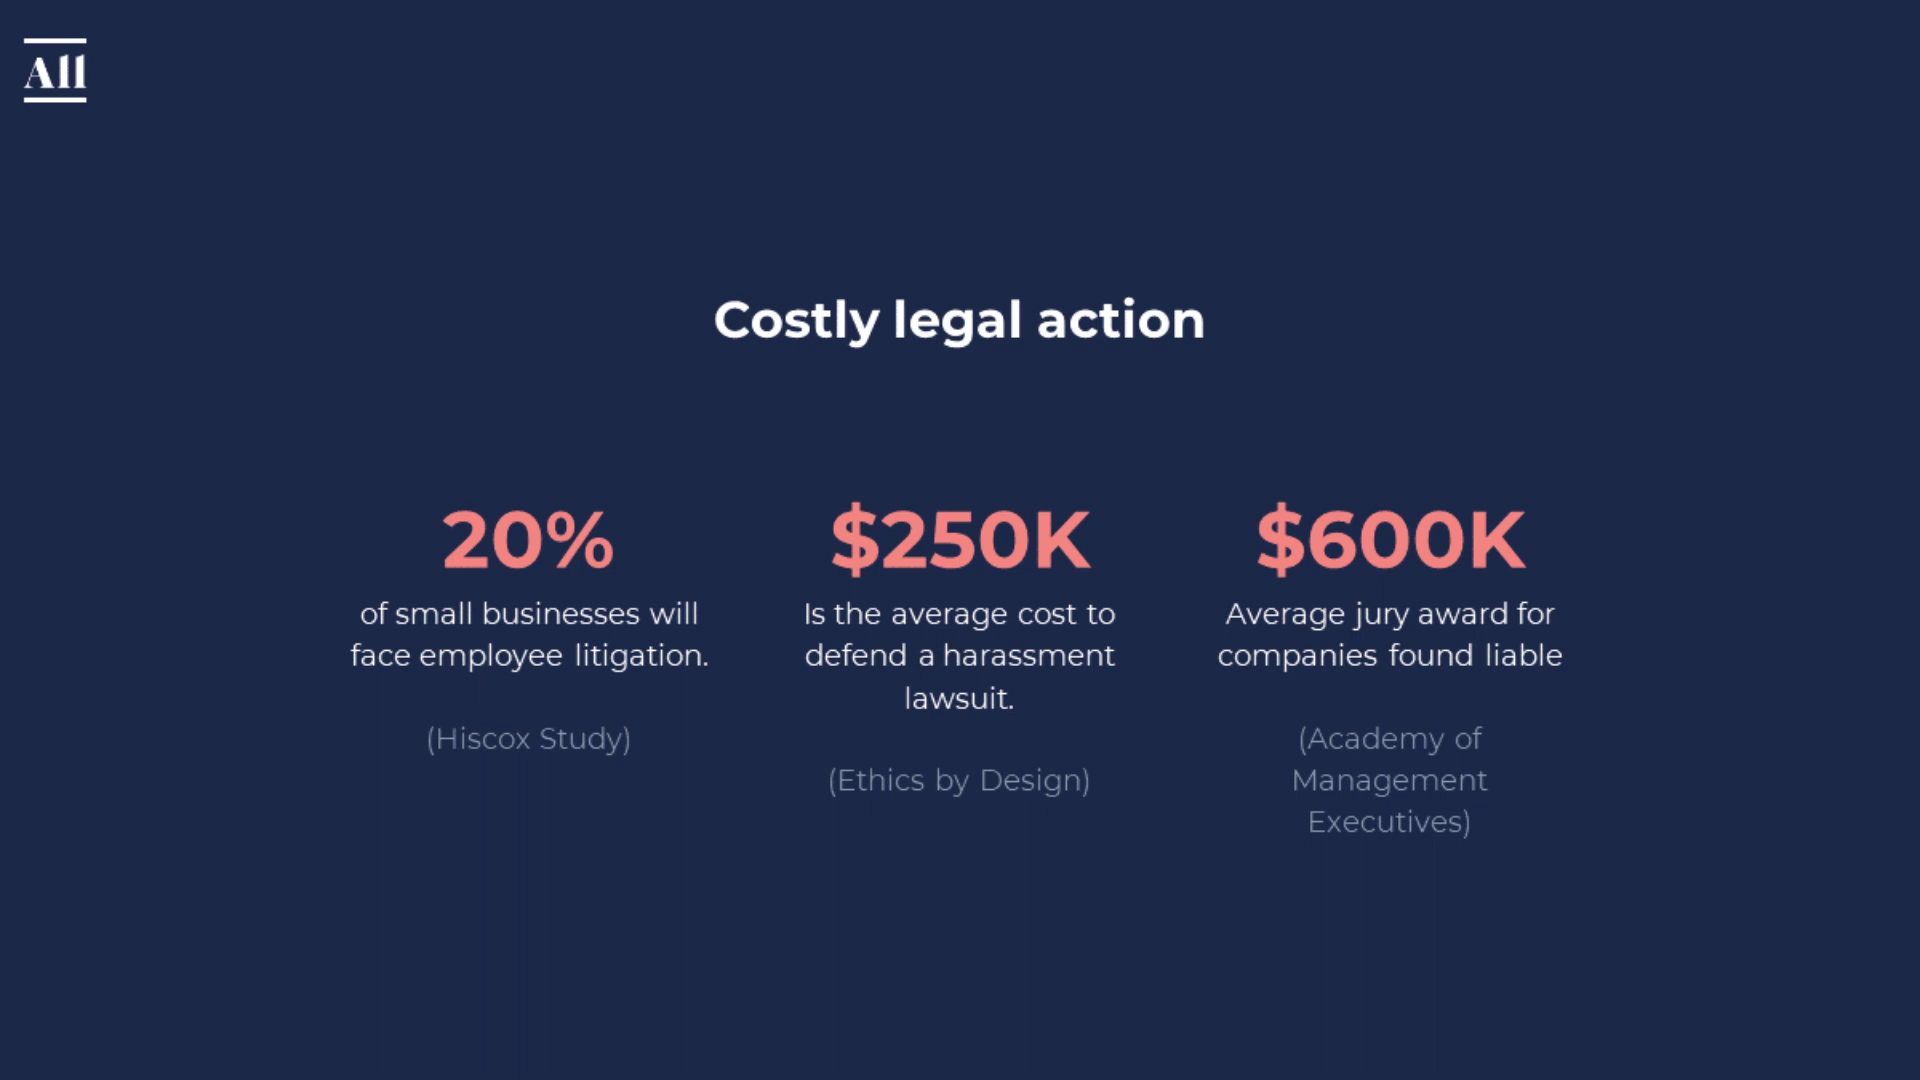 All
Costly legal action
20%
of small businesses will
face employee litigation.
(Hiscox Study)
$250K
Is the average cost to
defend a harassment
lawsuit.
(Ethics by Design)
$600K
Average jury award for
companies found liable
(Academy of
Management
Executives)